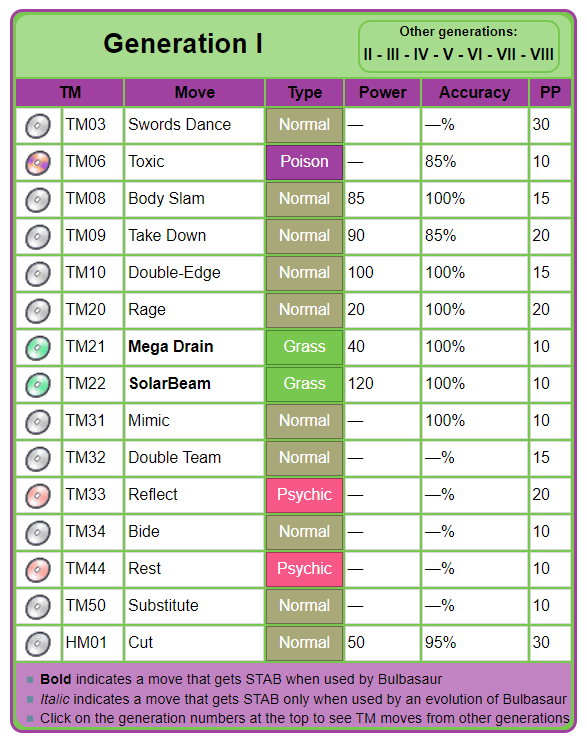 Generation I
Other generations:
II - III - IV - V - VI - VII - VIII
TM Move Type Power Accuracy PP
TM03 Swords Dance Normal — —% 30
TM06 Toxic Poison — 85% 10
TM08 Body Slam Normal 85 100% 15
TM09 Take Down Normal 90 85% 20
TM10 Double-Edge Normal 100 100% 15
TM20 Rage Normal 20 100% 20
TM21 Mega Drain Grass 40 100% 10
TM22 SolarBeam Grass 120 100% 10
TM31 Mimic Normal — 100% 10
TM32 Double Team Normal — —% 15
TM33 Reflect Psychic — —% 20
TM34 Bide Normal — —% 10
TM44 Rest Psychic — —% 10
TM50 Substitute Normal — —% 10
HM01 Cut Normal 50 95% 30
Bold indicates a move that gets STAB when used by Bulbasaur
Italic indicates a move that gets STAB only when used by an evolution of Bulbasaur
Click on the generation numbers at the top to see TM moves from other generations